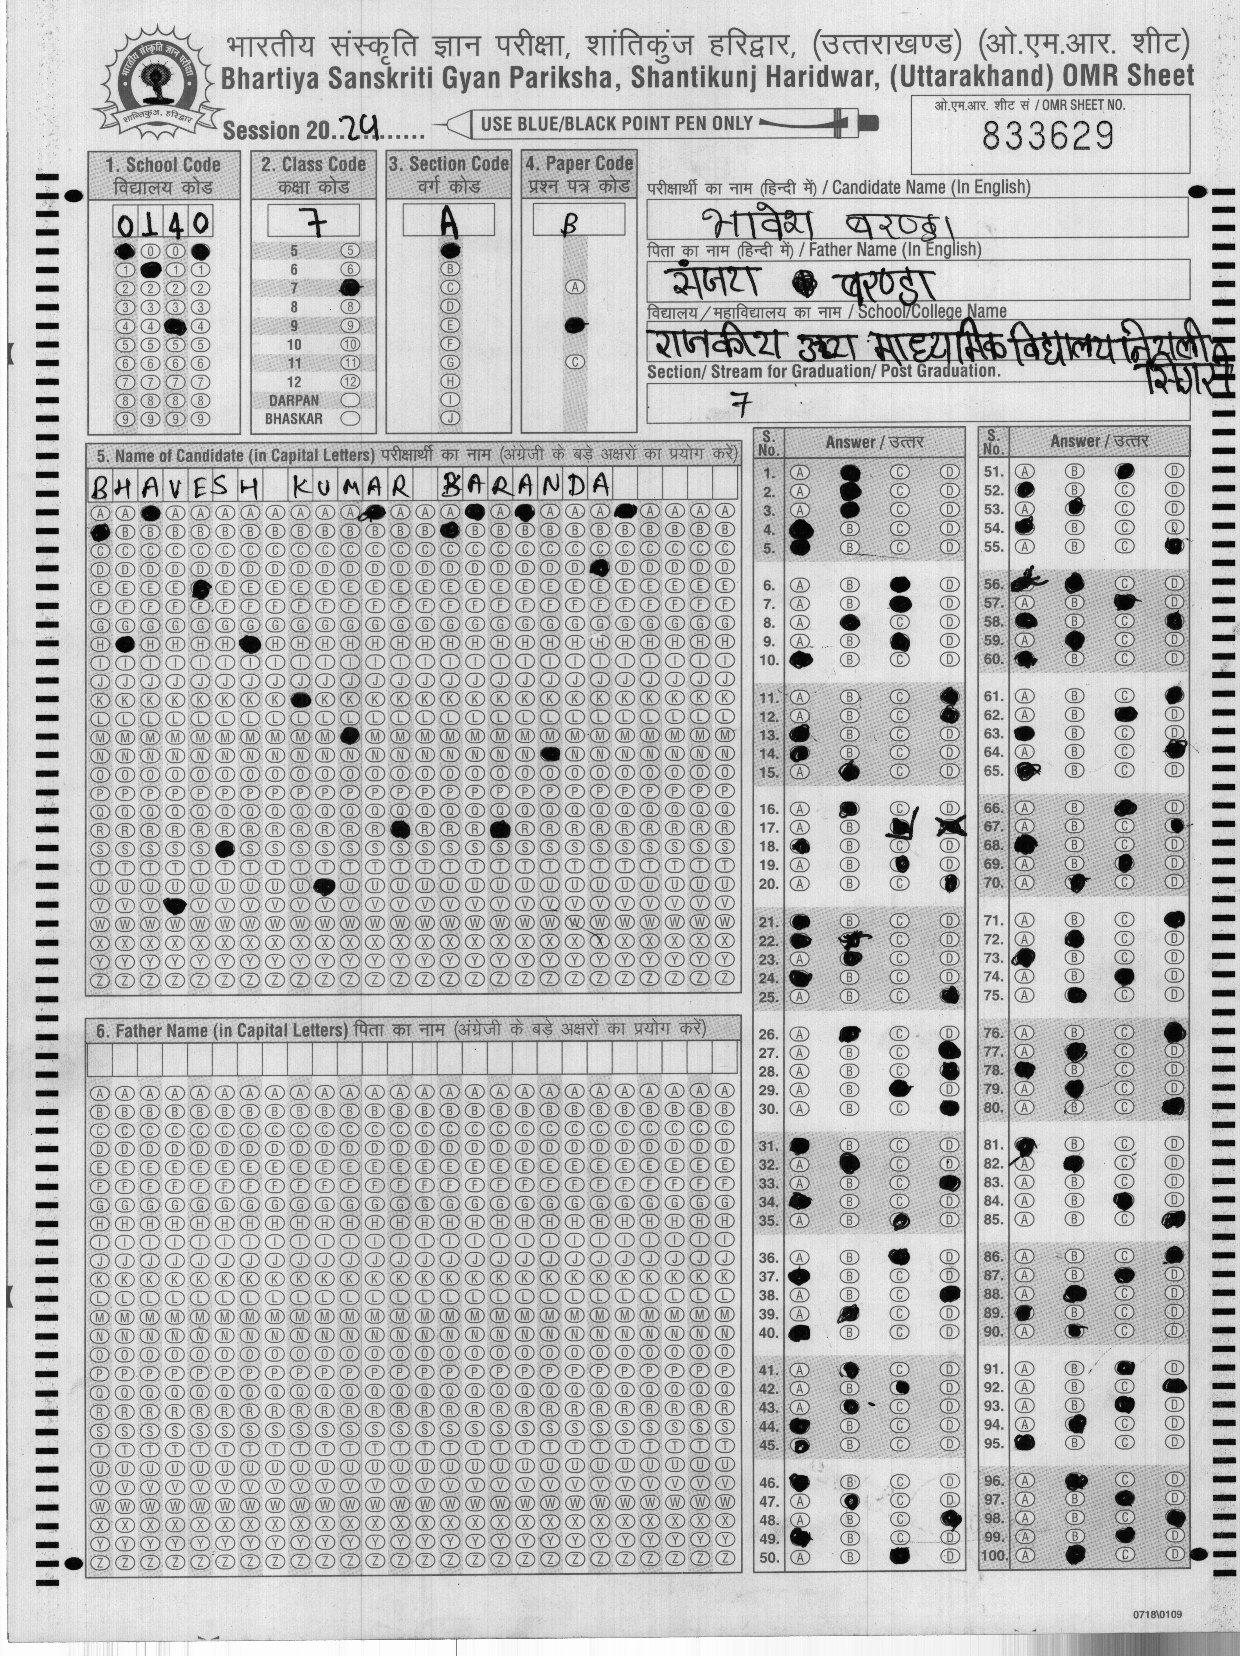 भारतीय संस्कृति ज्ञान परीक्षा, शांतिकुंज हरिद्वार, (उत्तराखण्ड) (ओ.एम.आर. शीट)
Bhartiya Sanskriti Gyan Pariksha, Shantikunj Haridwar, (Uttarakhand) OMR Sheet
Session 20..24...........
USE BLUE/BLACK POINT PEN ONLY
ओ.एम.आर. शीट सं / OMR SHEET NO.
833629
1. School Code
विद्यालय कोड
0140
2. Class Code
कक्षा कोड
7
5
6
7
8
9
10
11
12
DARPAN
BHASKAR
3. Section Code
वर्ग कोड
A
4. Paper Code
प्रश्न पत्र कोड
B
परीक्षार्थी का नाम (हिन्दी में) / Candidate Name (In English)
भावेश बरण्डा
पिता का नाम (हिन्दी में) / Father Name (In English)
संजय बरण्डा
विद्यालय/महाविद्यालय का नाम / School/College Name
राजकीय उच्च माध्यमिक विद्यालय
Section/ Stream for Graduation/ Post Graduation.
7
5. Name of Candidate (in Capital Letters) परीक्षार्थी का नाम (अंग्रेजी के बड़े अक्षरों का प्रयोग करें)
BHAVESH KUMAR BARANDA
6. Father Name (in Capital Letters) पिता का नाम (अंग्रेजी के बड़े अक्षरों का प्रयोग करें)
S. No. Answer / उत्तर
S. No. Answer / उत्तर
0718\0109